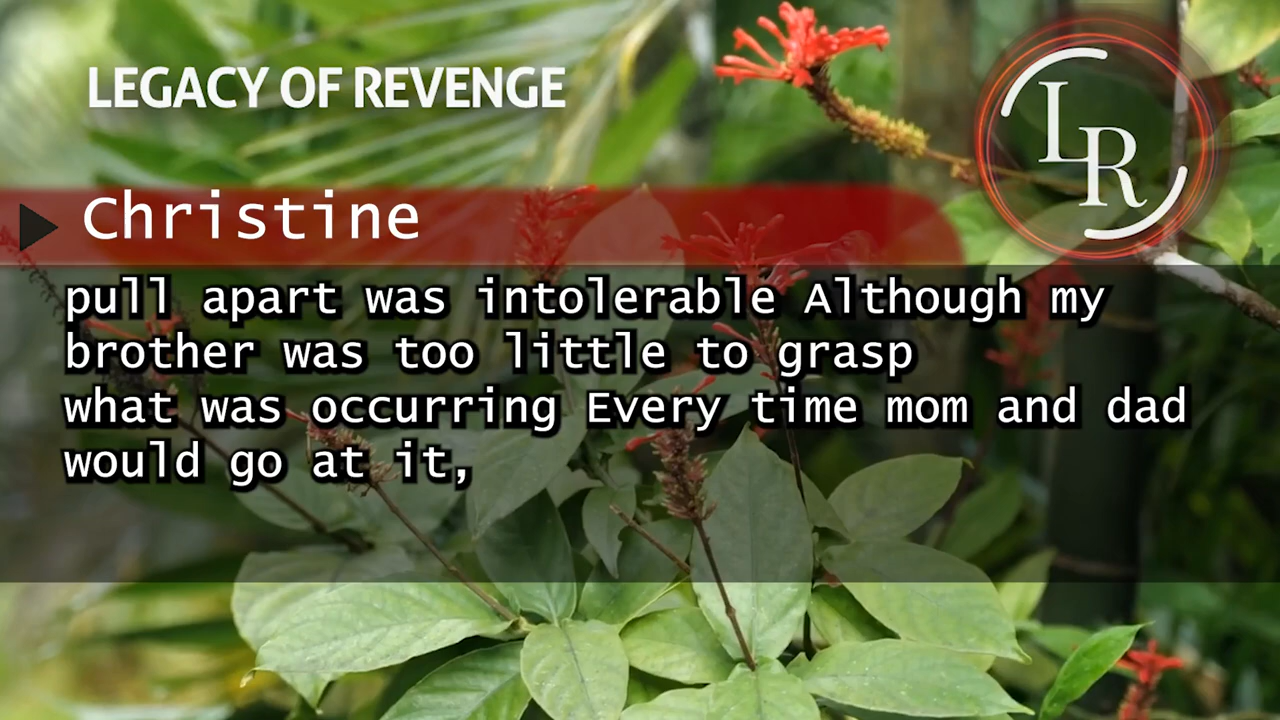 LEGACY OF REVENGE
LR
Christine
pull apart was intolerable Although my
brother was too little to grasp
what was occurring Every time mom and dad
would go at it,